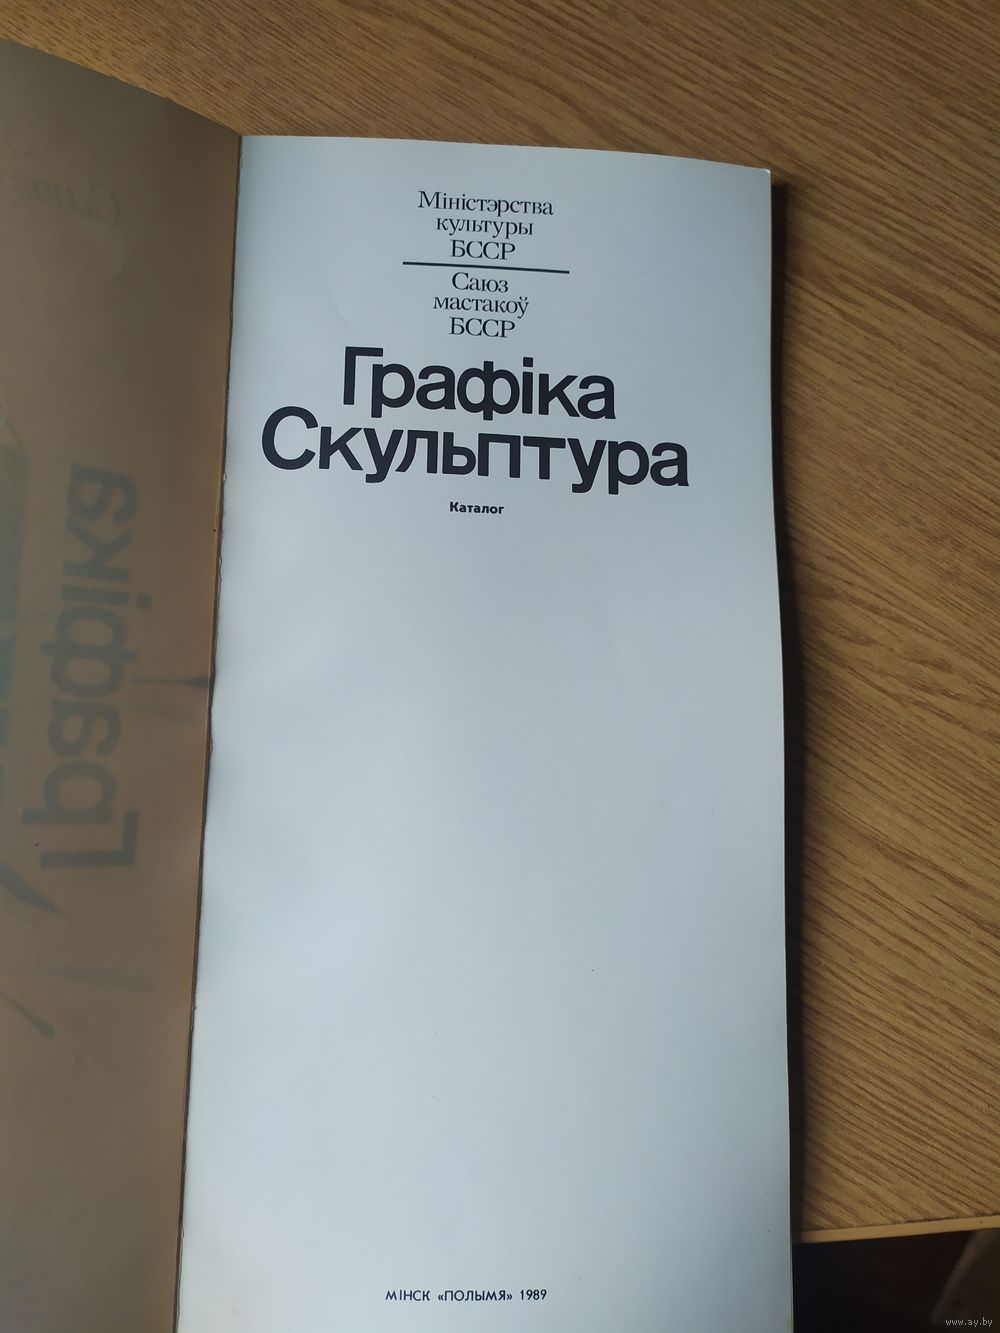 Міністэрства
культуры
БССР
Саюз
мастакоў
БССР
Графіка
Скульптура
Каталог
МІНСК «ПОЛЫМЯ» 1989
Графіка
www.ay.by